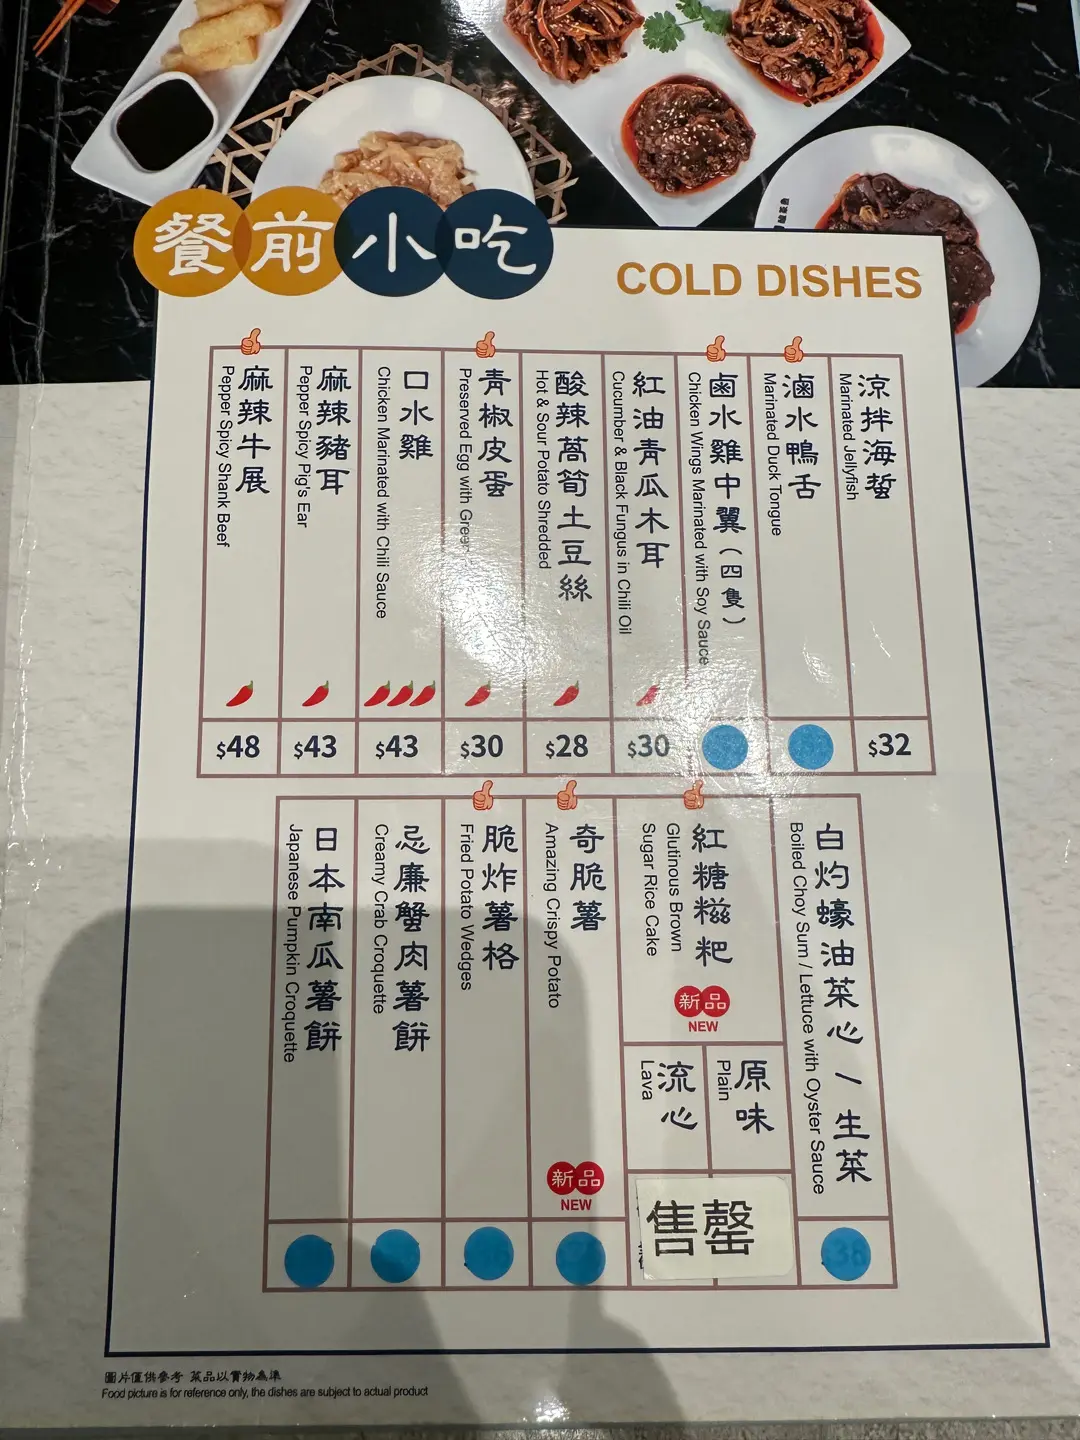 餐前小吃
COLD DISHES
涼拌海蜇
Marinated Jellyfish
$32
滷水鴨舌
Marinated Duck Tongue
鹵水雞中翼(四隻)
Chicken Wings Marinated with Soy Sauce
紅油青瓜木耳
Cucumber & Black Fungus in Chili Oil
$30
酸辣萵筍土豆絲
Hot & Sour Potato Shredded
$28
青椒皮蛋
Preserved Egg with Green
$30
口水雞
Chicken Marinated with Chili Sauce
$43
麻辣豬耳
Pepper Spicy Pig's Ear
$43
麻辣牛展
Pepper Spicy Shank Beef
$48
白灼蠔油菜心/生菜
Boiled Choy Sum / Lettuce with Oyster Sauce
紅糖糍粑
Glutinous Brown
Sugar Rice Cake
新品
NEW
原味
Plain
流心
Lava
售罄
奇脆薯
Amazing Crispy Potato
新品
NEW
脆炸薯格
Fried Potato Wedges
忌廉蟹肉薯餅
Creamy Crab Croquette
日本南瓜薯餅
Japanese Pumpkin Croquette
圖片僅供參考 菜品以實物為準
Food picture is for reference only, the dishes are subject to actual product